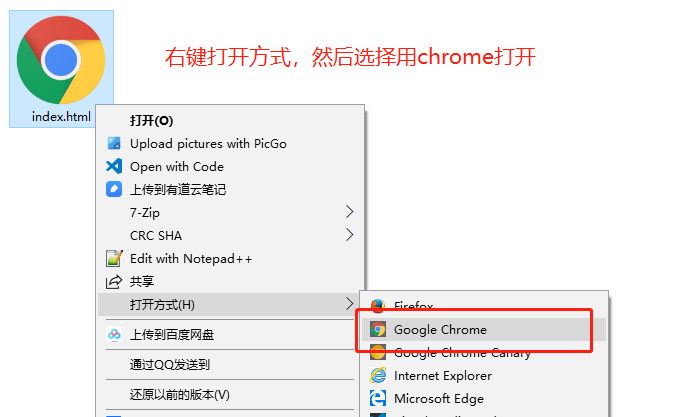 右键打开方式，然后选择用chrome打开
index.html
打开(O)
Upload pictures with PicGo
Open with Code
上传到有道云笔记
7-Zip
CRC SHA
Edit with Notepad++
共享
打开方式(H)
上传到百度网盘
通过QQ发送到
还原以前的版本(V)
Firefox
Google Chrome
Google Chrome Canary
Internet Explorer
Microsoft Edge